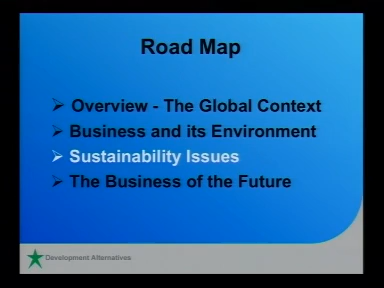 Road Map
Overview - The Global Context
Business and its Environment
Sustainability Issues
The Business of the Future
Development Alternatives